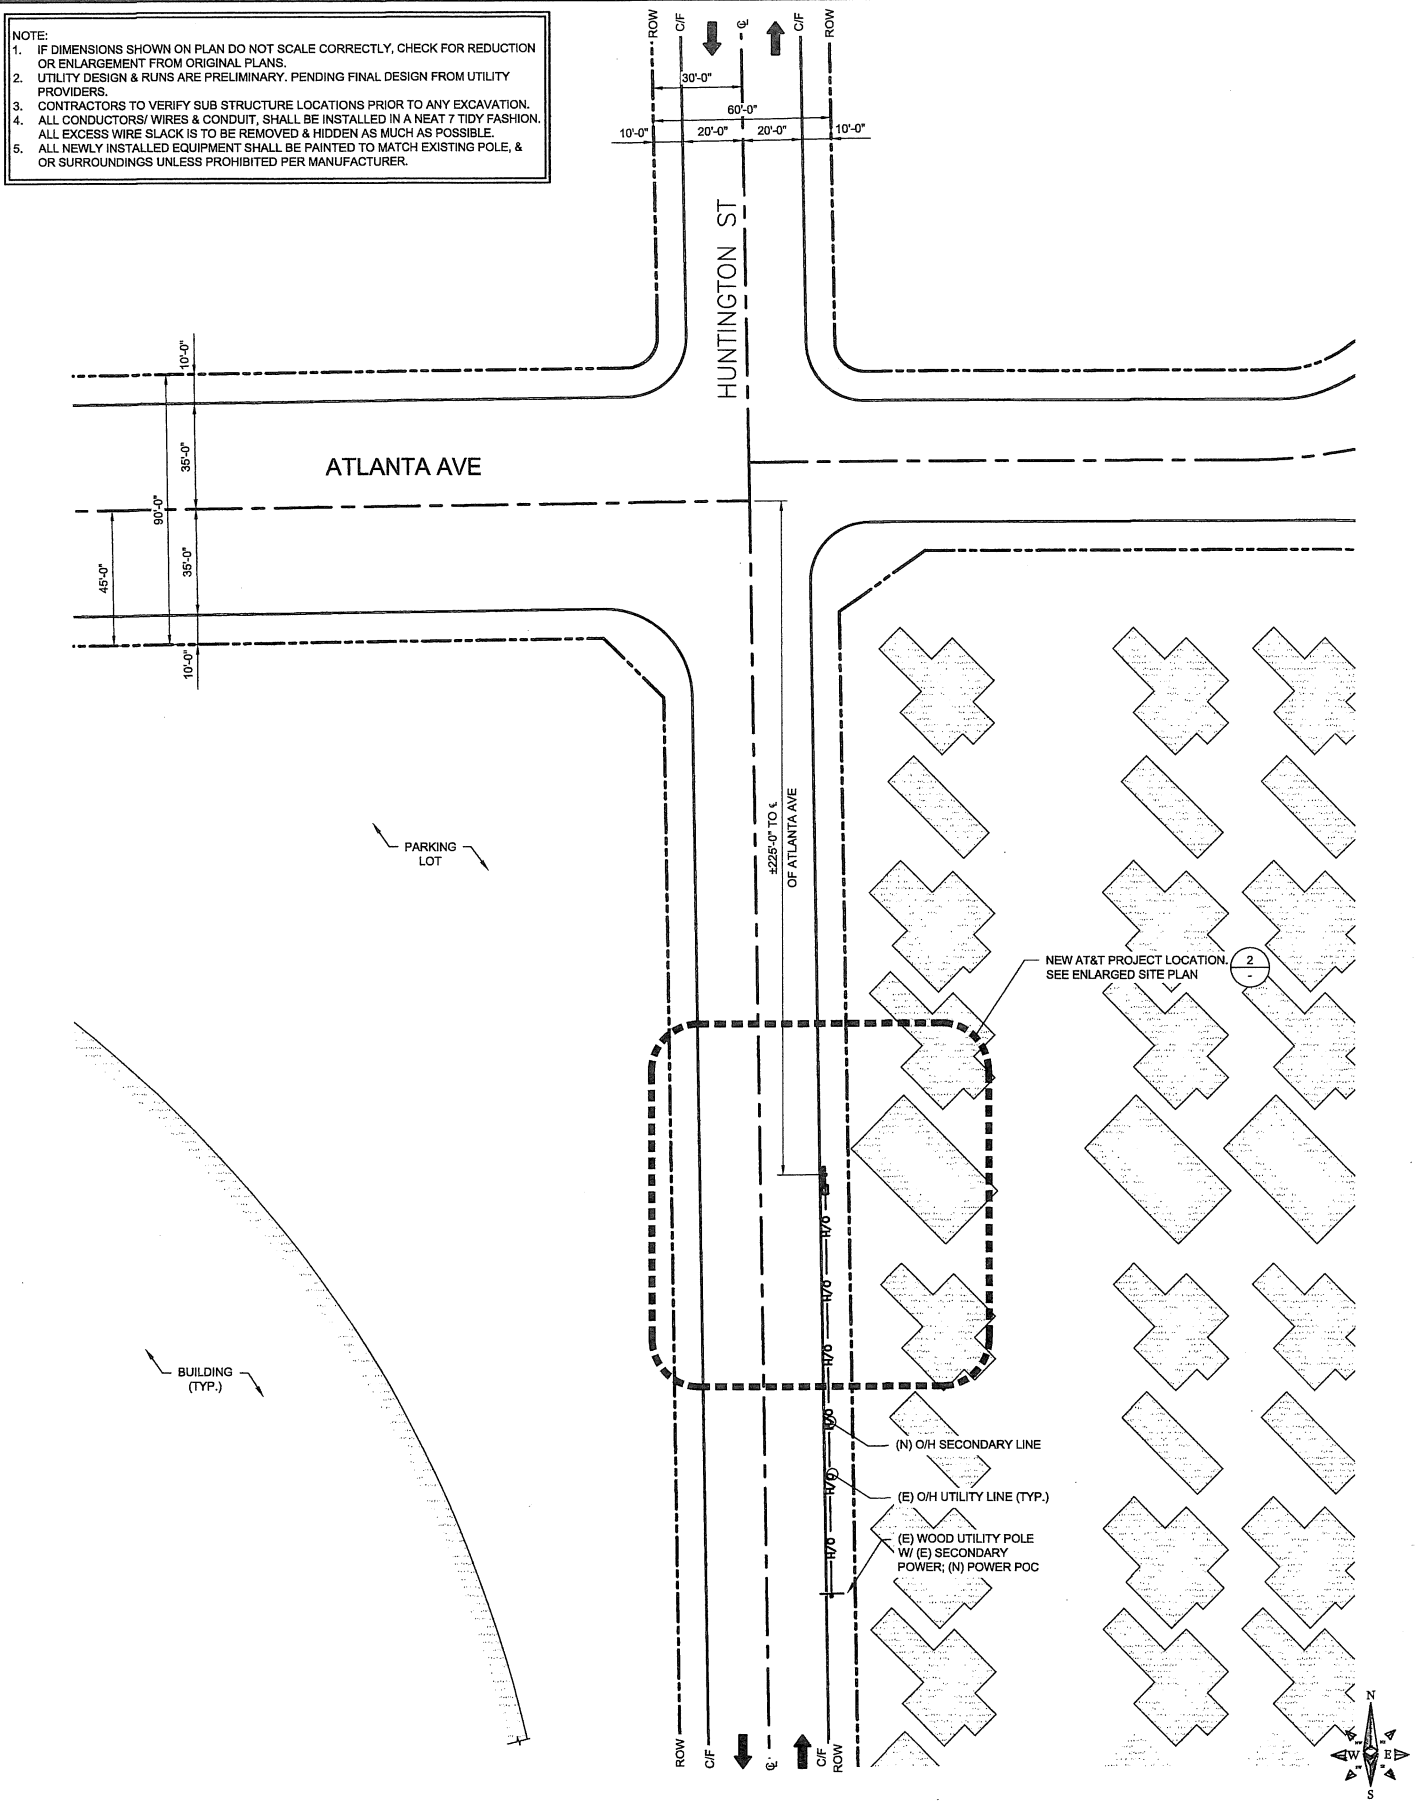 NOTE:
1. IF DIMENSIONS SHOWN ON PLAN DO NOT SCALE CORRECTLY, CHECK FOR REDUCTION
OR ENLARGEMENT FROM ORIGINAL PLANS.
2. UTILITY DESIGN & RUNS ARE PRELIMINARY. PENDING FINAL DESIGN FROM UTILITY
PROVIDERS.
3. CONTRACTORS TO VERIFY SUB STRUCTURE LOCATIONS PRIOR TO ANY EXCAVATION.
4. ALL CONDUCTORS/ WIRES & CONDUIT, SHALL BE INSTALLED IN A NEAT 7 TIDY FASHION.
ALL EXCESS WIRE SLACK IS TO BE REMOVED & HIDDEN AS MUCH AS POSSIBLE.
5. ALL NEWLY INSTALLED EQUIPMENT SHALL BE PAINTED TO MATCH EXISTING POLE, &
OR SURROUNDINGS UNLESS PROHIBITED PER MANUFACTURER.
ROW
C/F
℄
C/F
ROW
30'-0"
60'-0"
10'-0"
20'-0"
20'-0"
10'-0"
HUNTINGTON ST
10'-0"
35'-0"
90'-0"
35'-0"
45'-0"
10'-0"
ATLANTA AVE
±225'-0" TO ℄
OF ATLANTA AVE
PARKING
LOT
NEW AT&T PROJECT LOCATION.
SEE ENLARGED SITE PLAN
2
-
O/H
O/H
O/H
O/H
O/H
O/H
BUILDING
(TYP.)
(N) O/H SECONDARY LINE
(E) O/H UTILITY LINE (TYP.)
(E) WOOD UTILITY POLE
W/ (E) SECONDARY
POWER; (N) POWER POC
ROW
C/F
℄
C/F
ROW
N
W
E
S